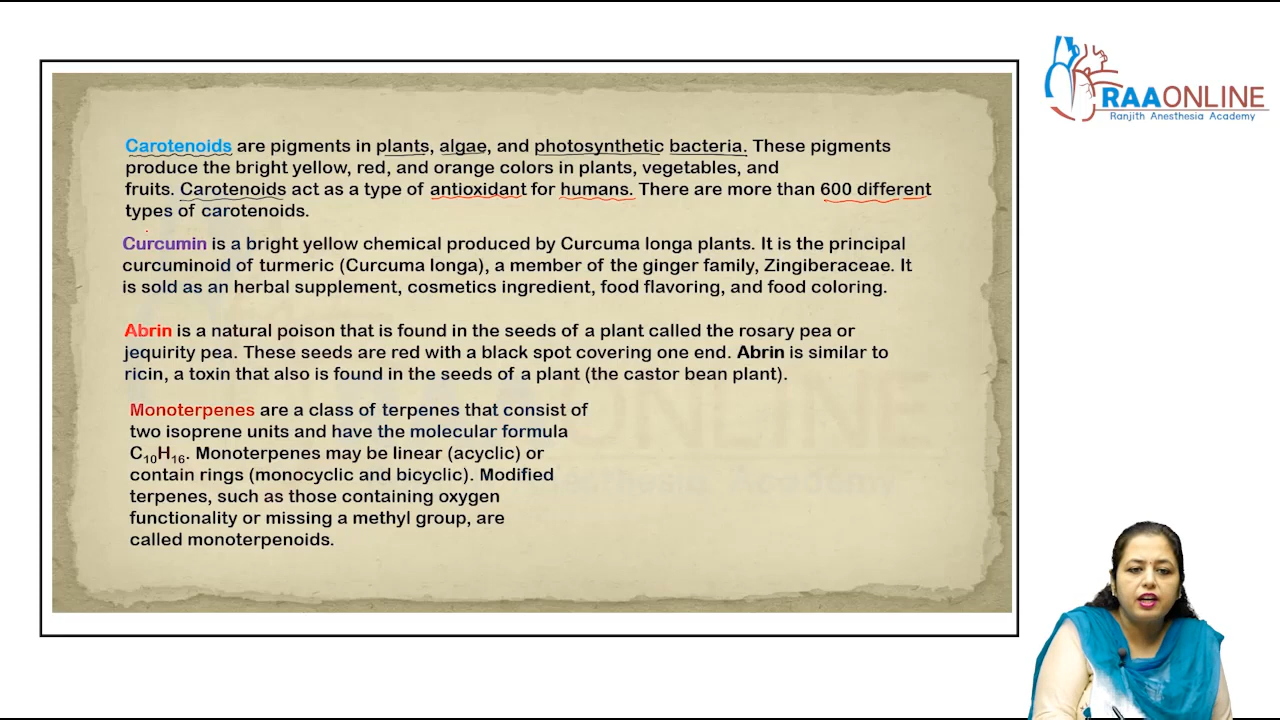 RAAONLINE
Ranjith Anesthesia Academy
Carotenoids are pigments in plants, algae, and photosynthetic bacteria. These pigments
produce the bright yellow, red, and orange colors in plants, vegetables, and
fruits. Carotenoids act as a type of antioxidant for humans. There are more than 600 different
types of carotenoids.
Curcumin is a bright yellow chemical produced by Curcuma longa plants. It is the principal
curcuminoid of turmeric (Curcuma longa), a member of the ginger family, Zingiberaceae. It
is sold as an herbal supplement, cosmetics ingredient, food flavoring, and food coloring.
Abrin is a natural poison that is found in the seeds of a plant called the rosary pea or
jequirity pea. These seeds are red with a black spot covering one end. Abrin is similar to
ricin, a toxin that also is found in the seeds of a plant (the castor bean plant).
Monoterpenes are a class of terpenes that consist of
two isoprene units and have the molecular formula
C₁₀H₁₆. Monoterpenes may be linear (acyclic) or
contain rings (monocyclic and bicyclic). Modified
terpenes, such as those containing oxygen
functionality or missing a methyl group, are
called monoterpenoids.